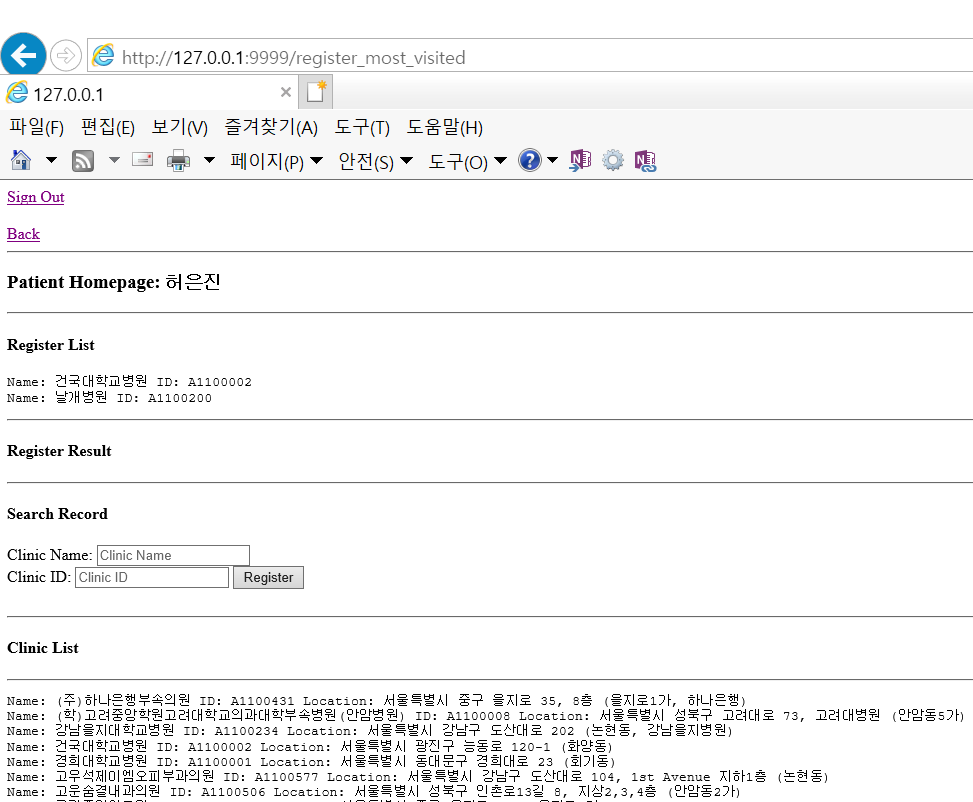 http://127.0.0.1:9999/register_most_visited
127.0.0.1
파일(F) 편집(E) 보기(V) 즐겨찾기(A) 도구(T) 도움말(H)
페이지(P) 안전(S) 도구(O)
Sign Out
Back
Patient Homepage: 허은진
Register List
Name: 건국대학교병원 ID: A1100002
Name: 날개병원 ID: A1100200
Register Result
Search Record
Clinic Name: Clinic Name
Clinic ID: Clinic ID Register
Clinic List
Name: (주)하나은행부속의원 ID: A1100431 Location: 서울특별시 중구 을지로 35, 8층 (을지로1가, 하나은행)
Name: (학)고려중앙학원고려대학교의과대학부속병원(안암병원) ID: A1100008 Location: 서울특별시 성북구 고려대로 73, 고려대병원 (안암동5가)
Name: 강남을지대학교병원 ID: A1100234 Location: 서울특별시 강남구 도산대로 202 (논현동, 강남을지병원)
Name: 건국대학교병원 ID: A1100002 Location: 서울특별시 광진구 능동로 120-1 (화양동)
Name: 경희대학교병원 ID: A1100001 Location: 서울특별시 동대문구 경희대로 23 (회기동)
Name: 고우석제이엠오피부과의원 ID: A1100577 Location: 서울특별시 강남구 도산대로 104, 1st Avenue 지하1층 (논현동)
Name: 고운숨결내과의원 ID: A1100506 Location: 서울특별시 성북구 인촌로13길 8, 지상2,3,4층 (안암동2가)